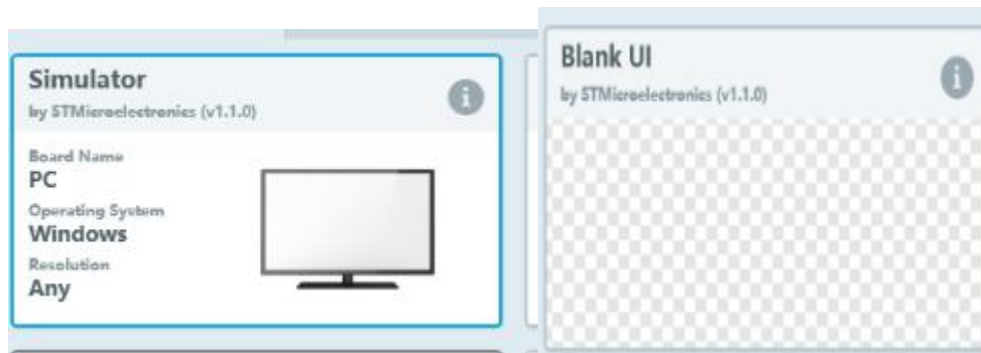 Simulator
by STMicroelectronics (v1.1.0)
Board Name
PC
Operating System
Windows
Resolution
Any
Blank UI
by STMicroelectronics (v1.1.0)